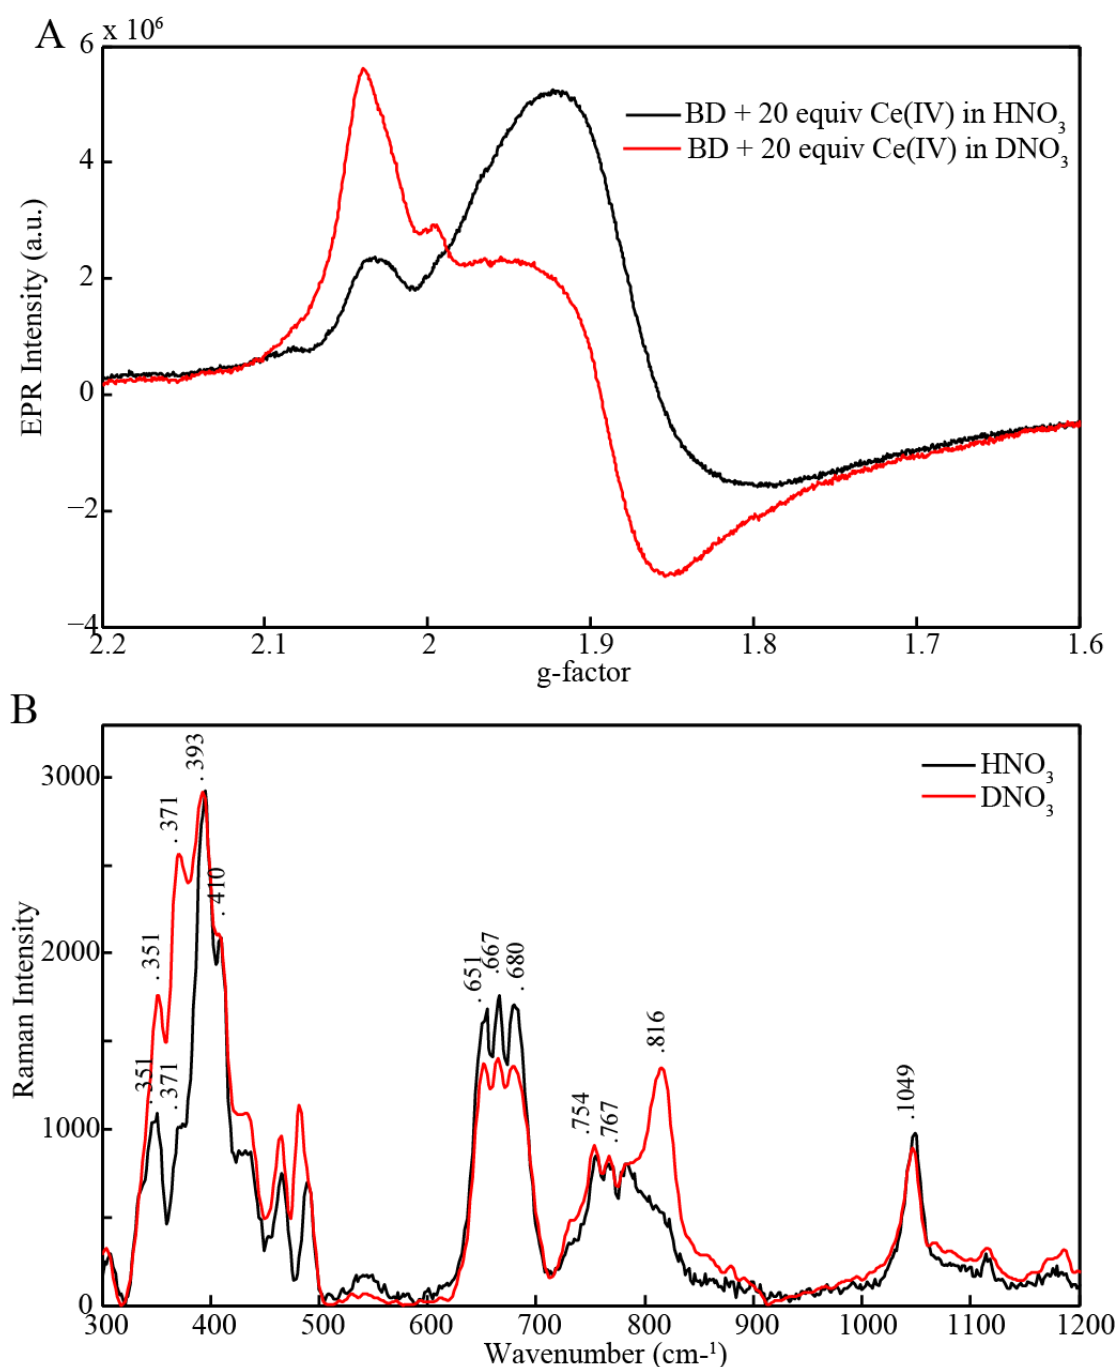 A
x 10⁶
6
4
2
0
−2
−4
EPR Intensity (a.u.)
BD + 20 equiv Ce(IV) in HNO₃
BD + 20 equiv Ce(IV) in DNO₃
2.2 2.1 2 1.9 1.8 1.7 1.6
g-factor
B
3000
2000
1000
0
Raman Intensity
HNO₃
DNO₃
. 393
. 371
. 410
. 351
.351
.371
. 651
.667
. 680
.754
.767
.816
.1049
300 400 500 600 700 800 900 1000 1100 1200
Wavenumber (cm-¹)